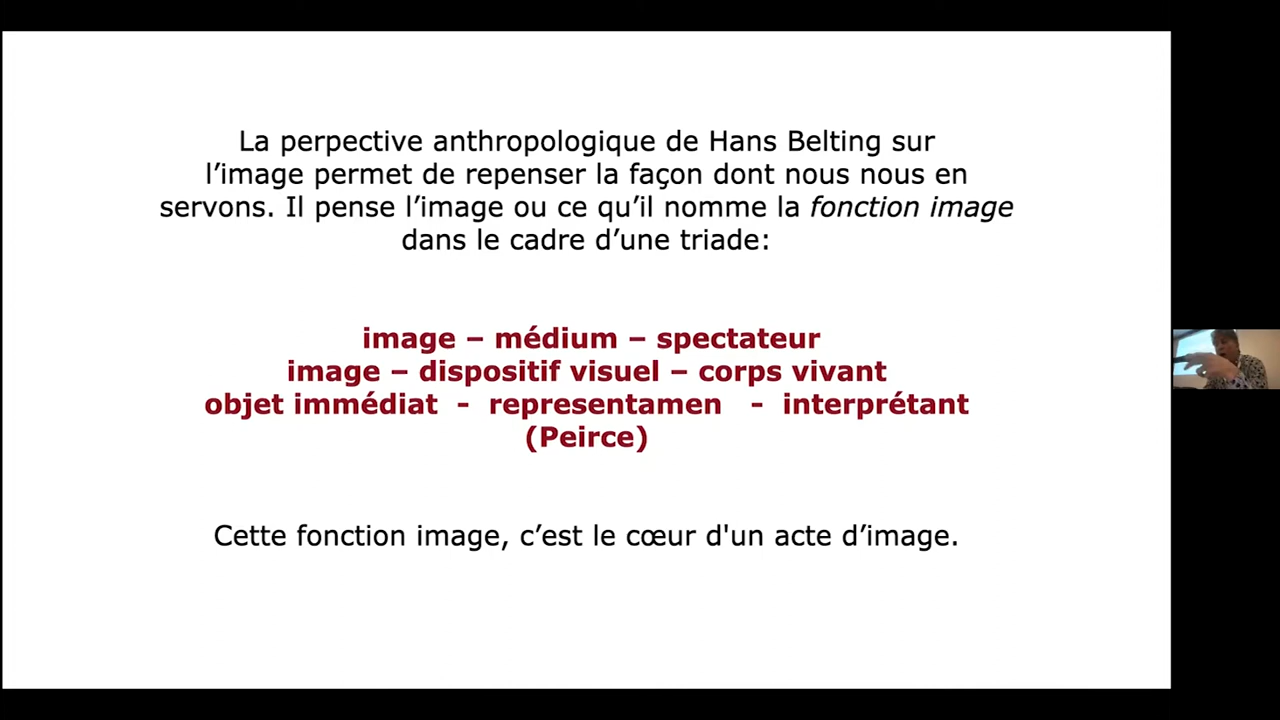 La perpective anthropologique de Hans Belting sur
l’image permet de repenser la façon dont nous nous en
servons. Il pense l’image ou ce qu’il nomme la fonction image
dans le cadre d’une triade:
image – médium – spectateur
image – dispositif visuel – corps vivant
objet immédiat - representamen - interprétant
(Peirce)
Cette fonction image, c’est le cœur d'un acte d’image.